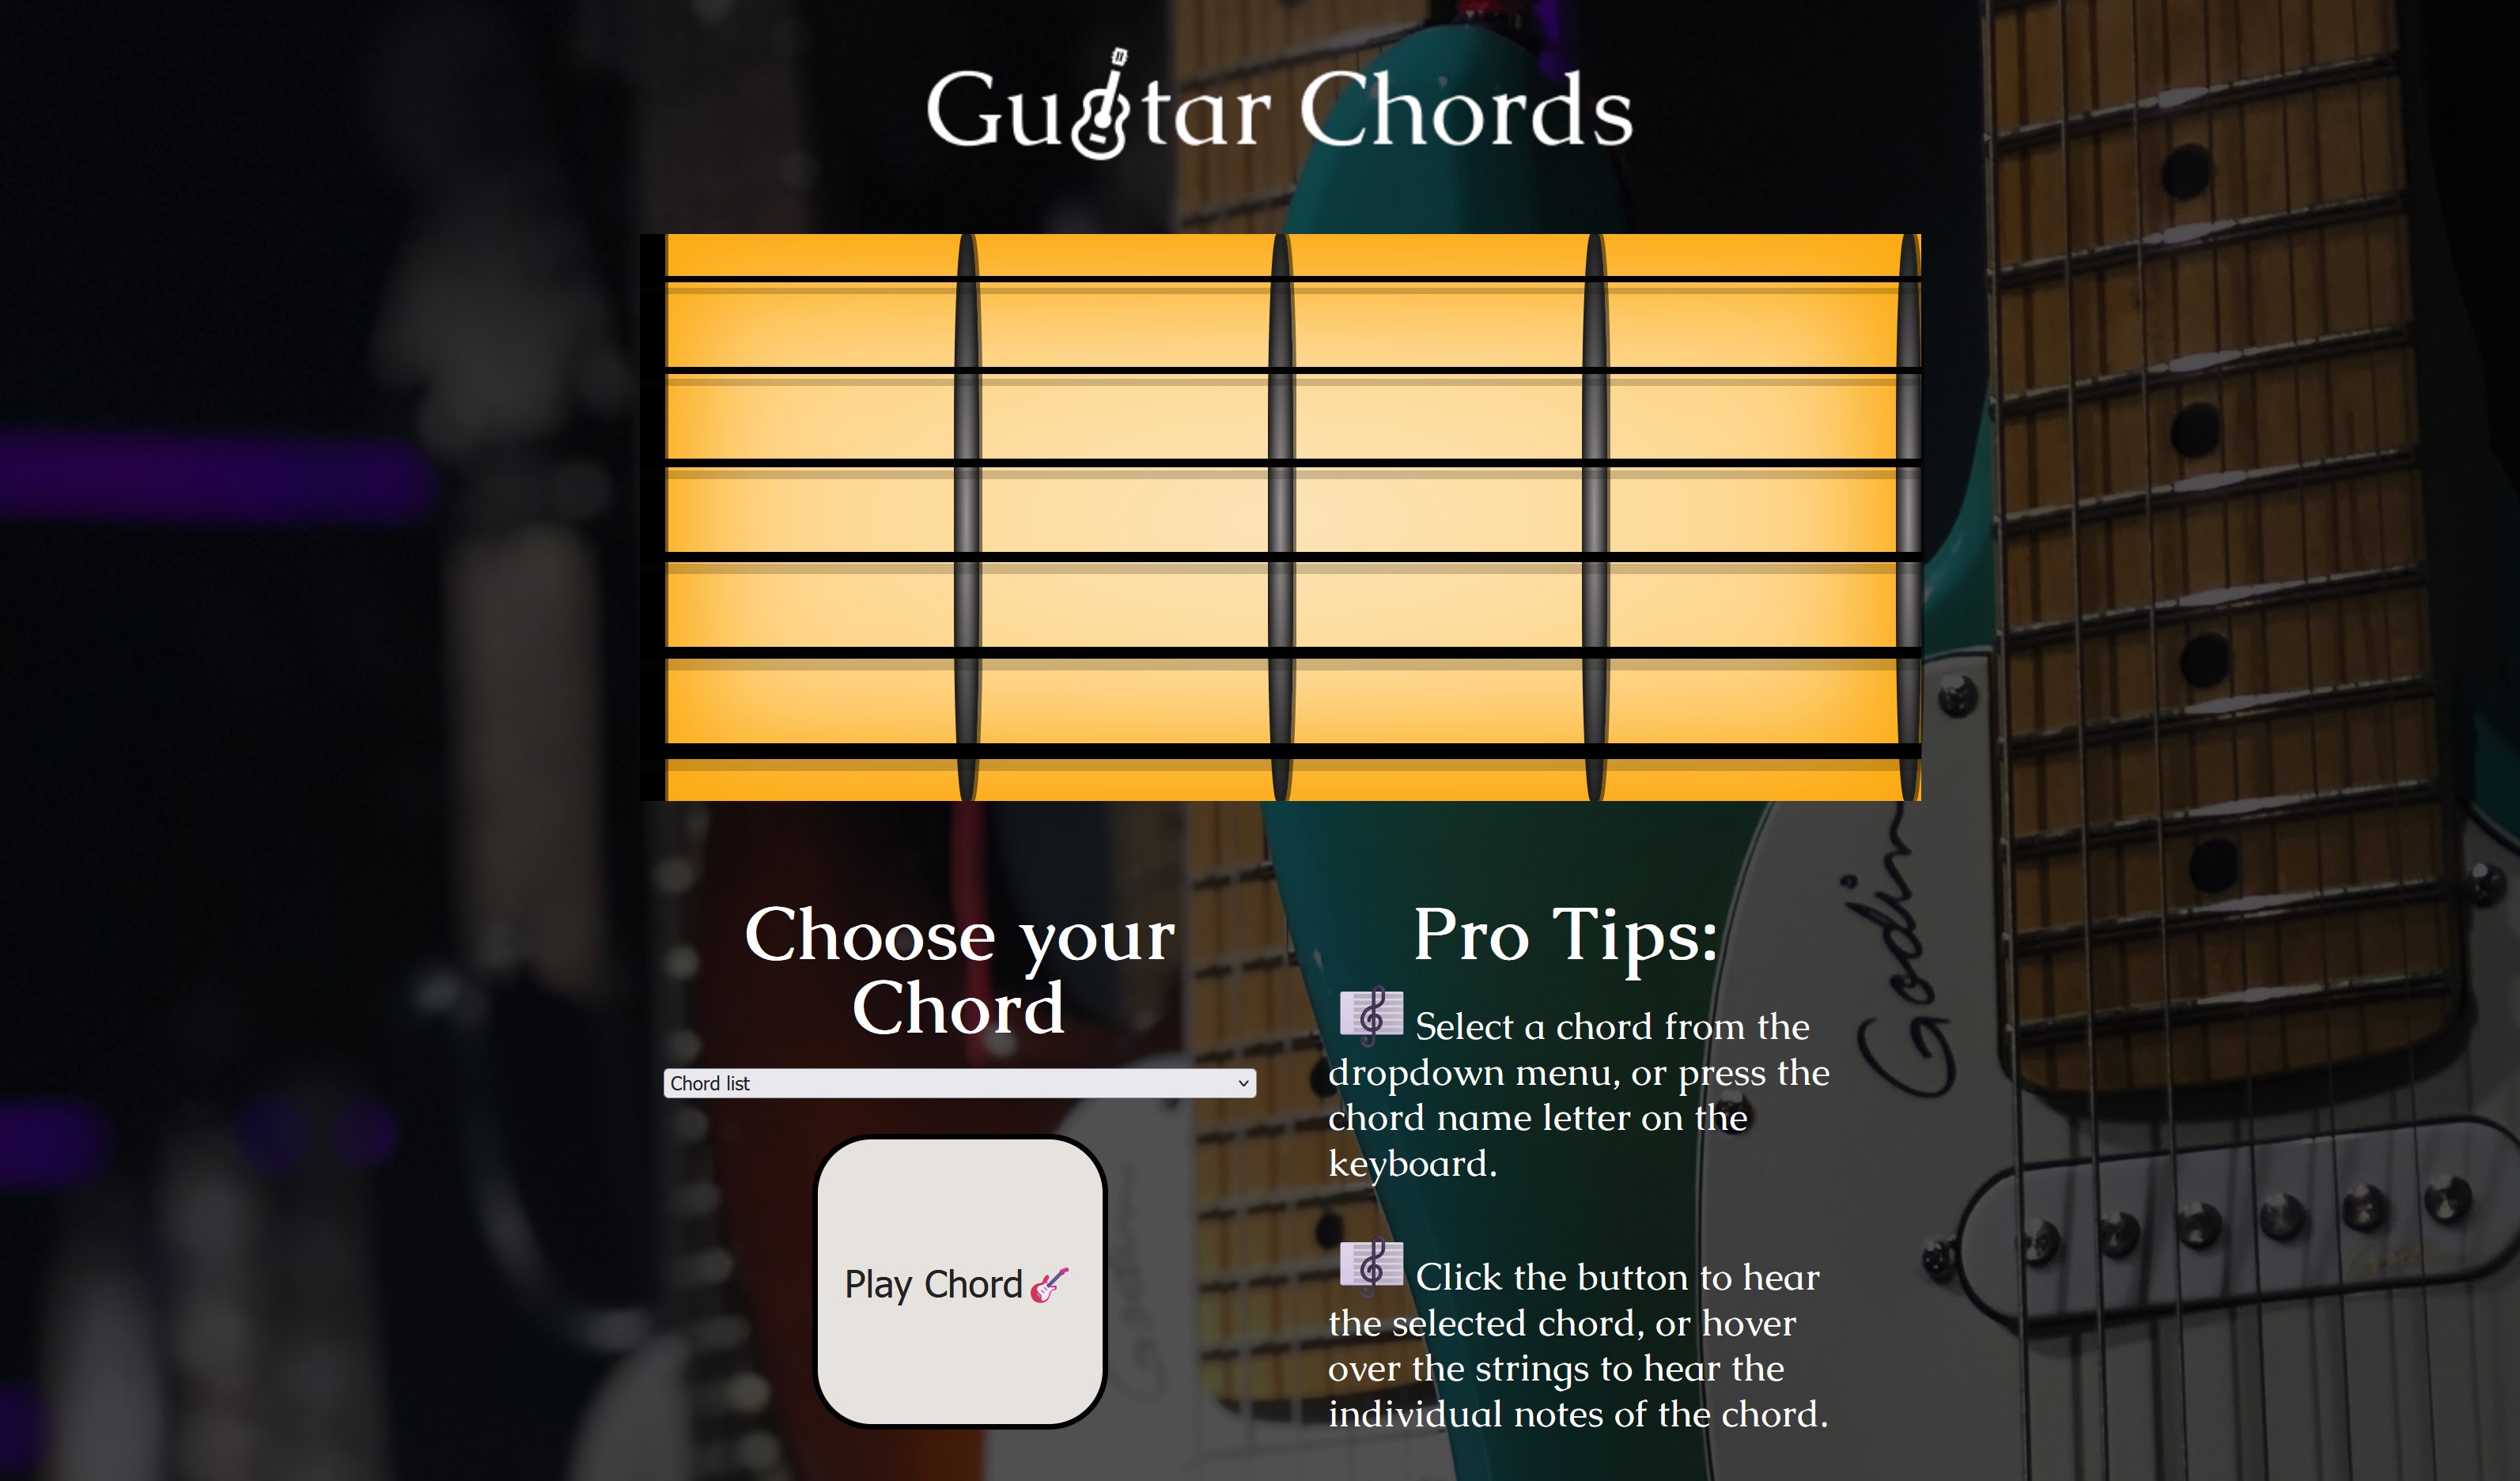 Guitar Chords
Godin
Choose your
Chord
Pro Tips:
Chord list
Select a chord from the
dropdown menu, or press the
chord name letter on the
keyboard.
Play Chord
Click the button to hear
the selected chord, or hover
over the strings to hear the
individual notes of the chord.